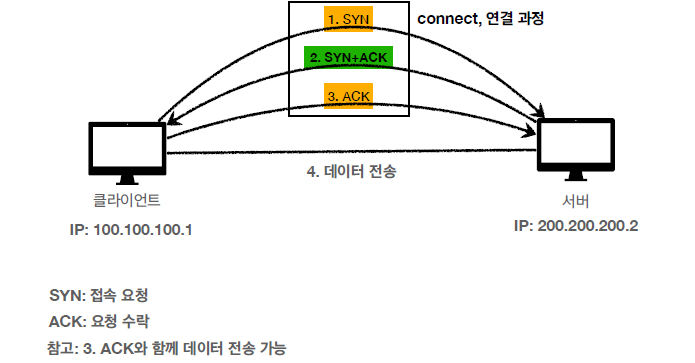 1. SYN
connect, 연결 과정
2. SYN+ACK
3. ACK
4. 데이터 전송
클라이언트
서버
IP: 100.100.100.1
IP: 200.200.200.2
SYN: 접속 요청
ACK: 요청 수락
참고: 3. ACK와 함께 데이터 전송 가능